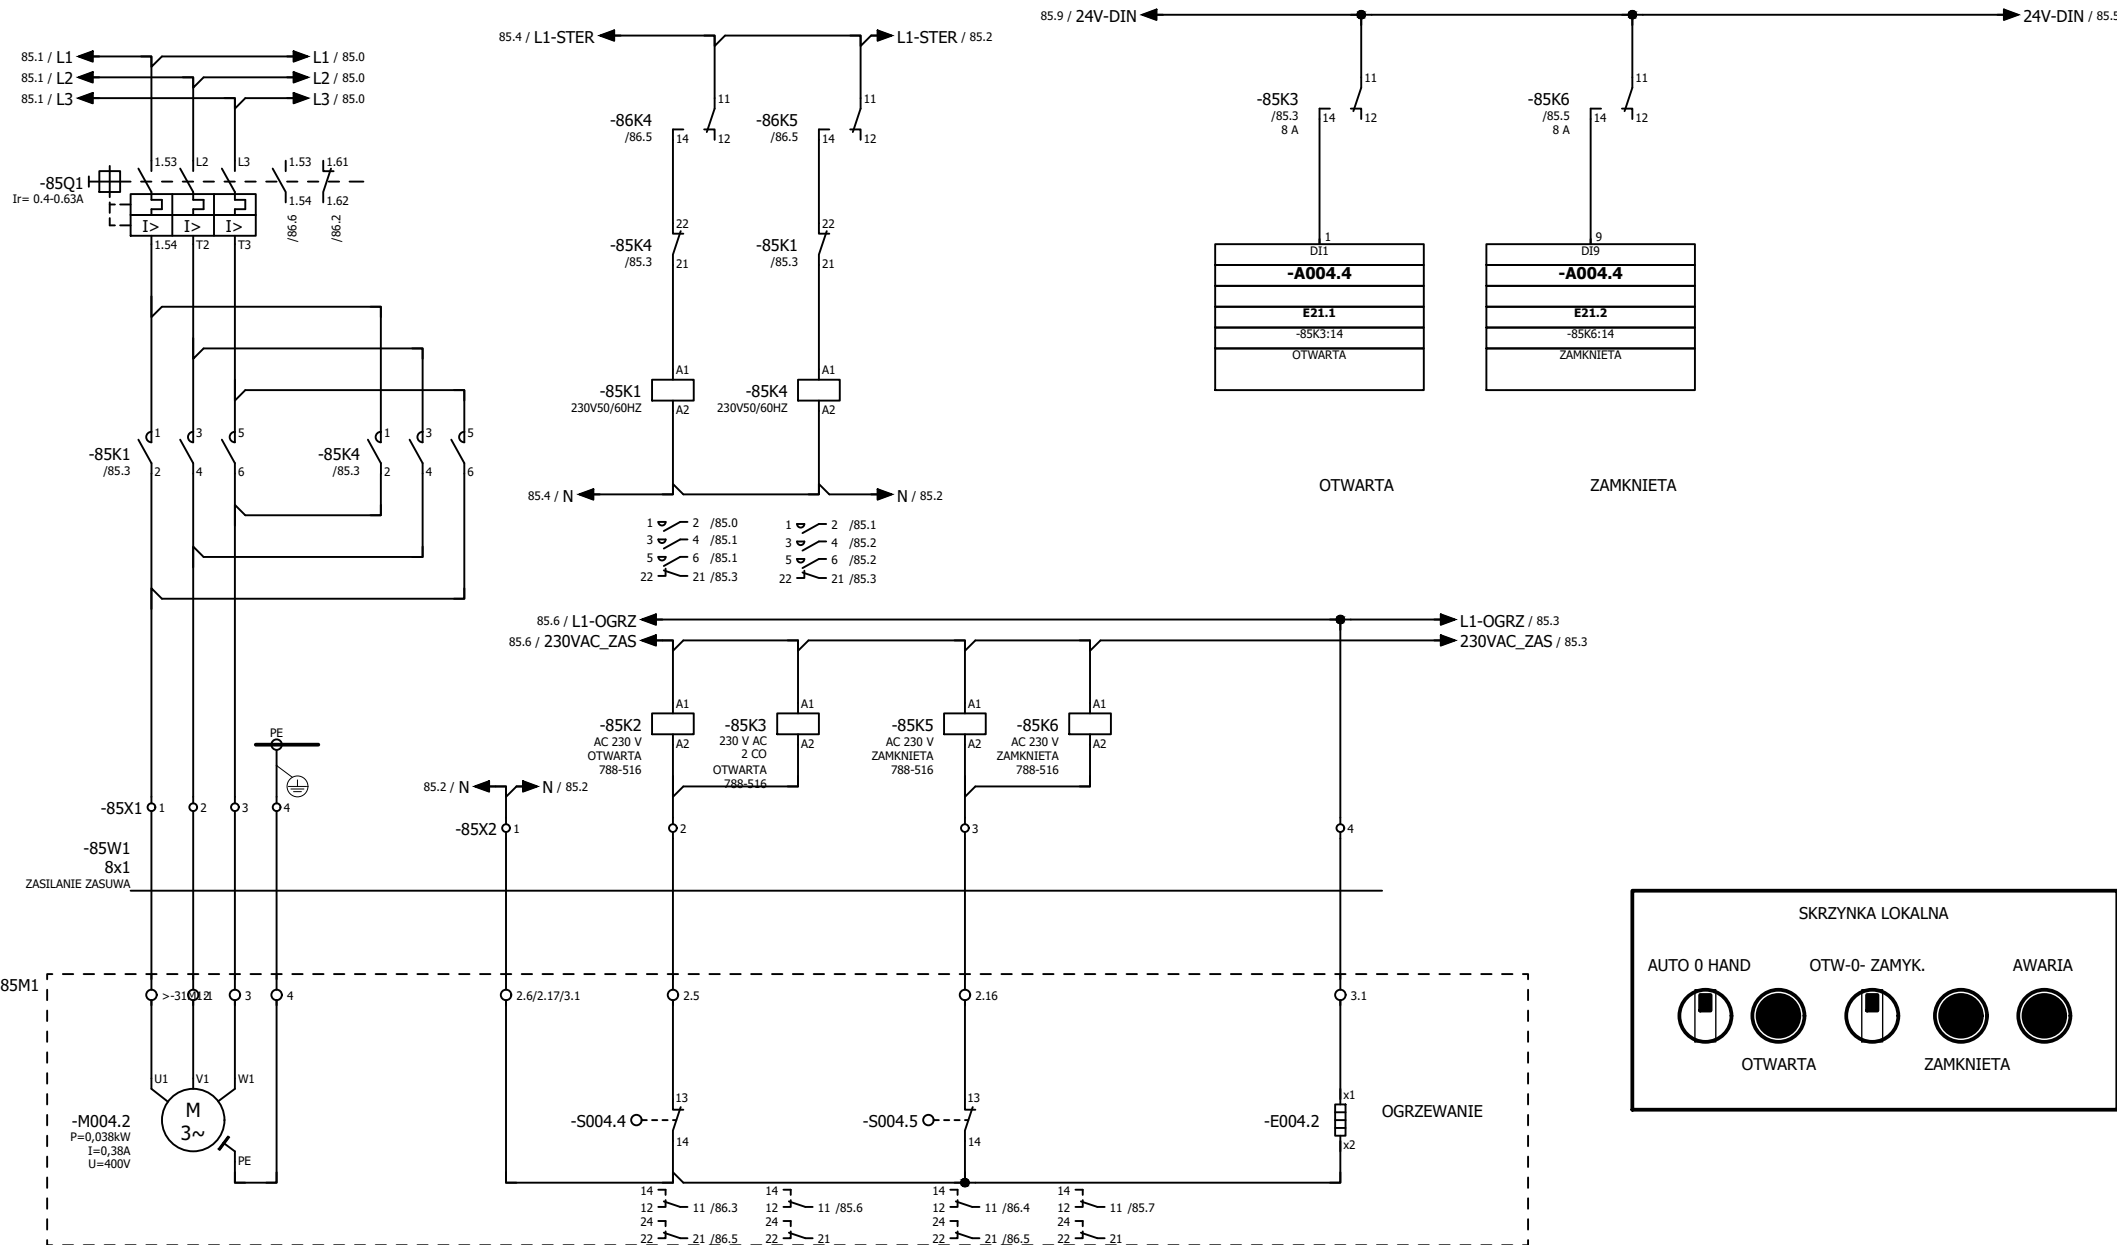 85.9 / 24V-DIN
24V-DIN / 85.5
85.4 / L1-STER
L1-STER / 85.2
85.1 / L1
L1 / 85.0
85.1 / L2
L2 / 85.0
85.1 / L3
L3 / 85.0
-86K4
/86.5
11
14
12
-86K5
/86.5
11
14
12
-85K3
/85.3
8 A
11
14
12
-85K6
/85.5
8 A
11
14
12
-85Q1
Ir= 0.4-0.63A
1.53
L2
L3
1.53
1.61
1.54
1.62
I>
I>
I>
1.54
T2
T3
/86.6
/86.2
22
-85K4
/85.3
21
22
-85K1
/85.3
21
1
DI1
-A004.4
E21.1
-85K3:14
OTWARTA
9
DI9
-A004.4
E21.2
-85K6:14
ZAMKNIETA
A1
-85K1
230V50/60HZ
A2
A1
-85K4
230V50/60HZ
A2
-85K1
/85.3
1
3
5
2
4
6
-85K4
/85.3
1
3
5
2
4
6
OTWARTA
ZAMKNIETA
85.4 / N
N / 85.2
1 2 /85.0
3 4 /85.1
5 6 /85.1
22 21 /85.3
1 2 /85.1
3 4 /85.2
5 6 /85.2
22 21 /85.3
85.6 / L1-OGRZ
L1-OGRZ / 85.3
85.6 / 230VAC_ZAS
230VAC_ZAS / 85.3
A1
-85K2
AC 230 V
OTWARTA
788-516
A2
A1
-85K3
230 V AC
2 CO
OTWARTA
788-516
A2
A1
-85K5
AC 230 V
ZAMKNIETA
788-516
A2
A1
-85K6
AC 230 V
ZAMKNIETA
788-516
A2
PE
85.2 / N
N / 85.2
-85X1
1
2
3
4
-85X2
1
2
3
4
-85W1
8x1
ZASILANIE ZASUWA
SKRZYNKA LOKALNA
AUTO 0 HAND
OTW-0- ZAMYK.
AWARIA
OTWARTA
ZAMKNIETA
85M1
3
4
2.6/2.17/3.1
2.5
2.16
3.1
U1
V1
W1
M
3~
PE
-M004.2
P=0,038kW
I=0,38A
U=400V
-S004.4
13
14
-S004.5
13
14
-E004.2
x1
x2
OGRZEWANIE
14
12 11 /86.3
24
22 21 /86.5
14
12 11 /85.6
24
22 21
14
12 11 /86.4
24
22 21 /86.5
14
12 11 /85.7
24
22 21